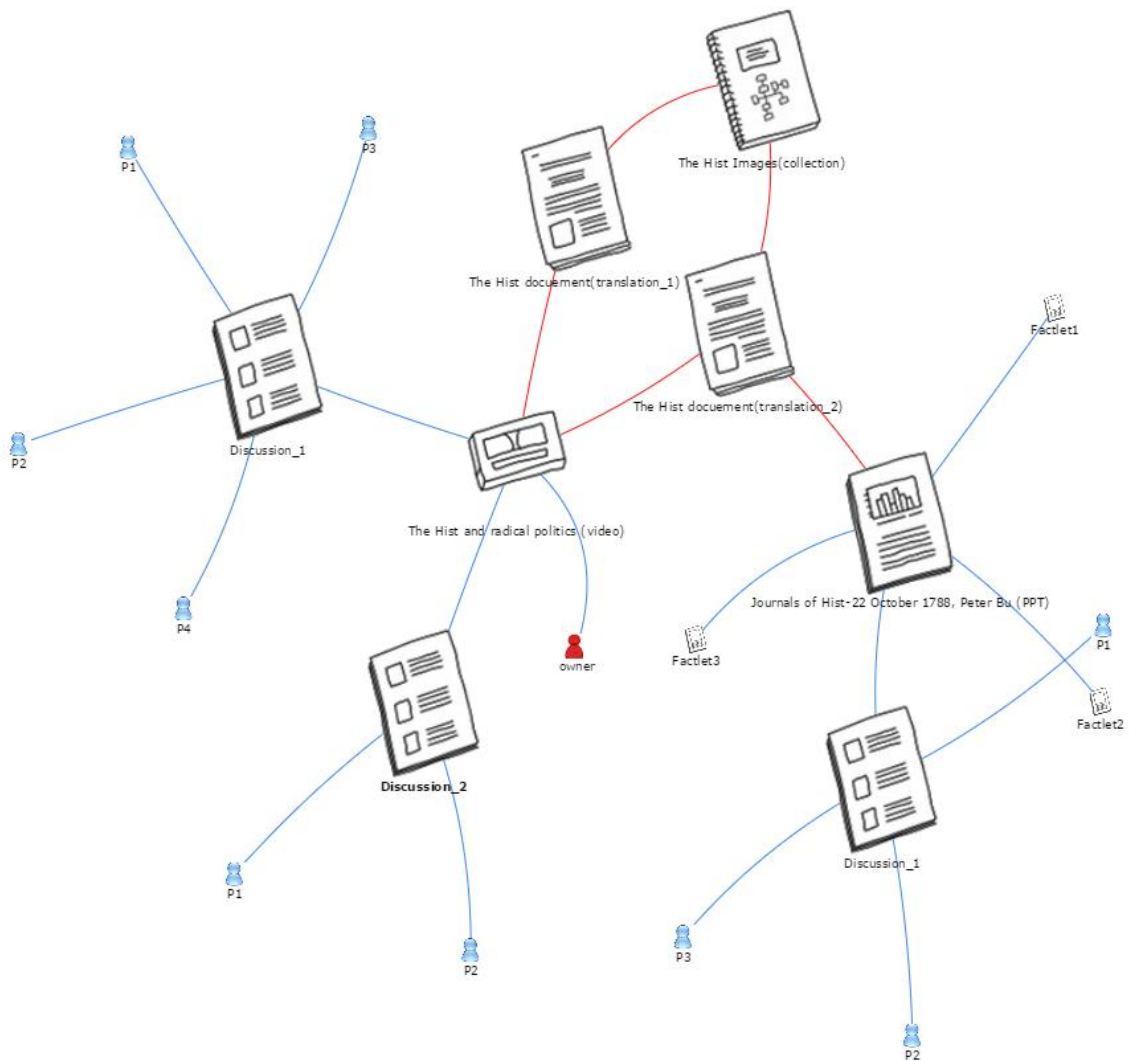 P3
P1
The Hist Images(collection)
The Hist docuement(translation_1)
Factlet1
The Hist docuement(translation_2)
Discussion_1
P2
The Hist and radical politics (video)
Journals of Hist-22 October 1788, Peter Bu (PPT)
P4
P1
owner
Factlet3
Factlet2
Discussion_2
Discussion_1
P1
P3
P2
P2